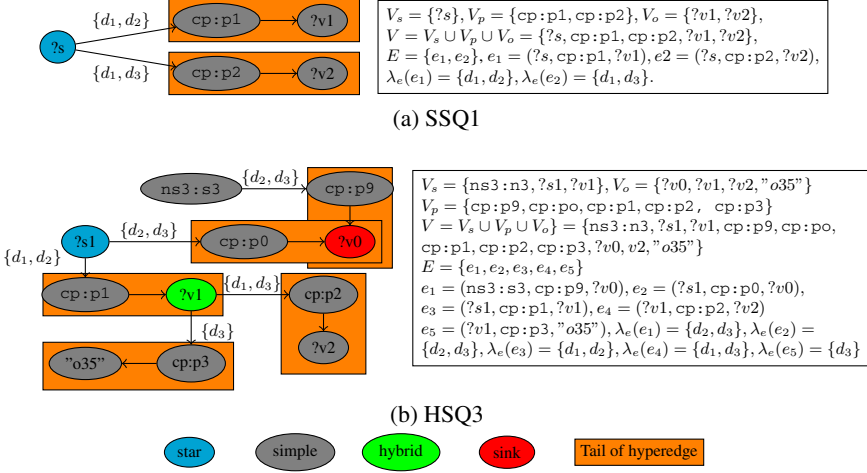 {d1, d2}
cp:p1
?v1
?s
{d1, d3}
cp:p2
?v2
Vs = {?s}, Vp = {cp:p1, cp:p2}, Vo = {?v1, ?v2},
V = Vs ∪ Vp ∪ Vo = {?s, cp:p1, cp:p2, ?v1, ?v2},
E = {e1, e2}, e1 = (?s, cp:p1, ?v1), e2 = (?s, cp:p2, ?v2),
λe(e1) = {d1, d2}, λe(e2) = {d1, d3}.
(a) SSQ1
ns3:s3
{d2, d3}
cp:p9
?s1
{d2, d3}
cp:p0
?v0
{d1, d2}
cp:p1
?v1
{d1, d3}
cp:p2
{d3}
?v2
"o35"
cp:p3
Vs = {ns3:n3, ?s1, ?v1}, Vo = {?v0, ?v1, ?v2, ”o35”}
Vp = {cp:p9, cp:po, cp:p1, cp:p2, cp:p3}
V = Vs ∪ Vp ∪ Vo} = {ns3:n3, ?s1, ?v1, cp:p9, cp:po,
cp:p1, cp:p2, cp:p3, ?v0, v2, ”o35”}
E = {e1, e2, e3, e4, e5}
e1 = (ns3:s3, cp:p9, ?v0), e2 = (?s1, cp:p0, ?v0),
e3 = (?s1, cp:p1, ?v1), e4 = (?v1, cp:p2, ?v2)
e5 = (?v1, cp:p3, ”o35”), λe(e1) = {d2, d3}, λe(e2) =
{d2, d3}, λe(e3) = {d1, d2}, λe(e4) = {d1, d3}, λe(e5) = {d3}
(b) HSQ3
star
simple
hybrid
sink
Tail of hyperedge